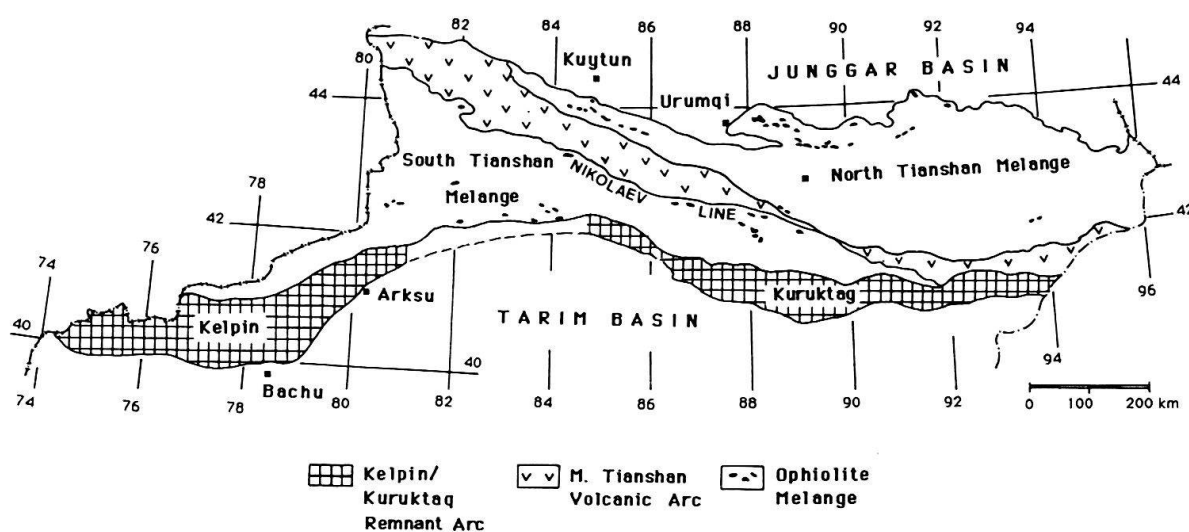 82 84 86 88 90 92 94
Kuytun
JUNGGAR BASIN
80
44
Urumqi
44
South Tianshan
Melange
NIKOLAEV
LINE
North Tianshan Melange
78
42
42
76
74
96
Arksu
Kuruktag
Kelpin
TARIM BASIN
40
40
94
Bachu
74 76 78 80 82 84 86 88 90 92
0 100 200 km
Kelpin/
Kuruktaq
Remnant Arc
M. Tianshan
Volcanic Arc
Ophiolite
Melange